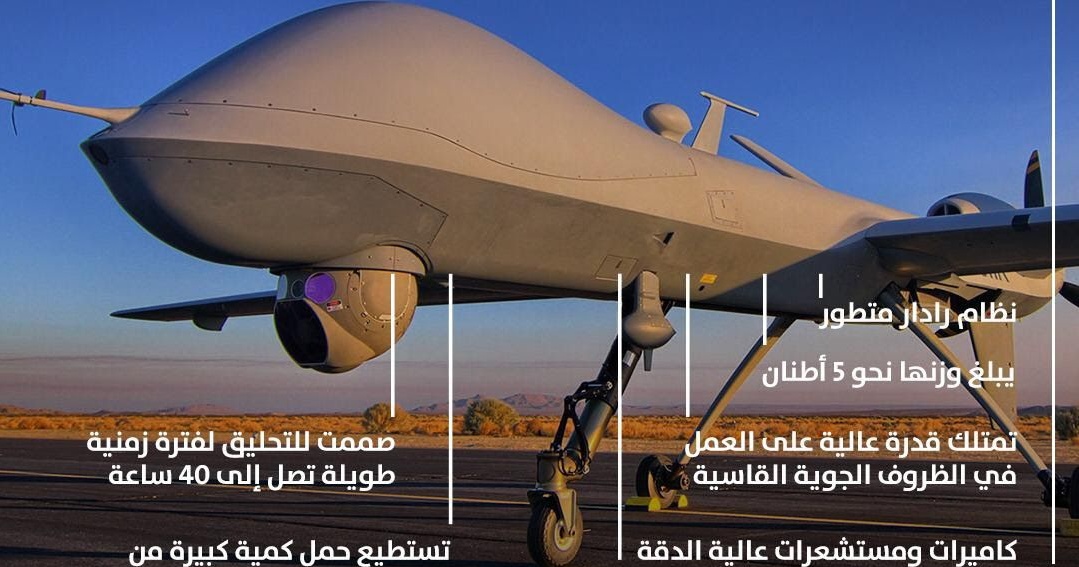 نظام رادار متطور
يبلغ وزنها نحو 5 أطنان
تمتلك قدرة عالية على العمل
في الظروف الجوية القاسية
كاميرات ومستشعرات عالية الدقة
صممت للتحليق لفترة زمنية
طويلة تصل إلى 40 ساعة
تستطيع حمل كمية كبيرة من